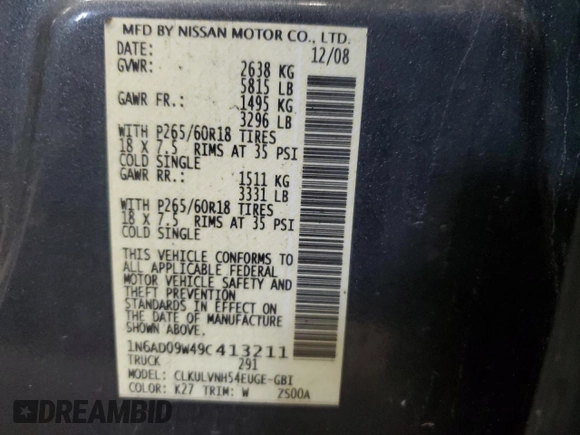 MFD BY NISSAN MOTOR CO., LTD.
DATE: 12/08
GVWR: 2638 KG
5815 LB
GAWR FR.: 1495 KG
3296 LB
WITH P265/60R18 TIRES
18 X 7.5 RIMS AT 35 PSI
COLD SINGLE
GAWR RR.: 1511 KG
3331 LB
WITH P265/60R18 TIRES
18 X 7.5 RIMS AT 35 PSI
COLD SINGLE
THIS VEHICLE CONFORMS TO
ALL APPLICABLE FEDERAL
MOTOR VEHICLE SAFETY AND
THEFT PREVENTION
STANDARDS IN EFFECT ON
THE DATE OF MANUFACTURE
SHOWN ABOVE.
1N6AD09W49C413211
TRUCK 291
MODEL: CLKULVNH54EUGE-GBI
COLOR: K27 TRIM: W ZS00A
DREAMBID.COM
DREAMBID.COM